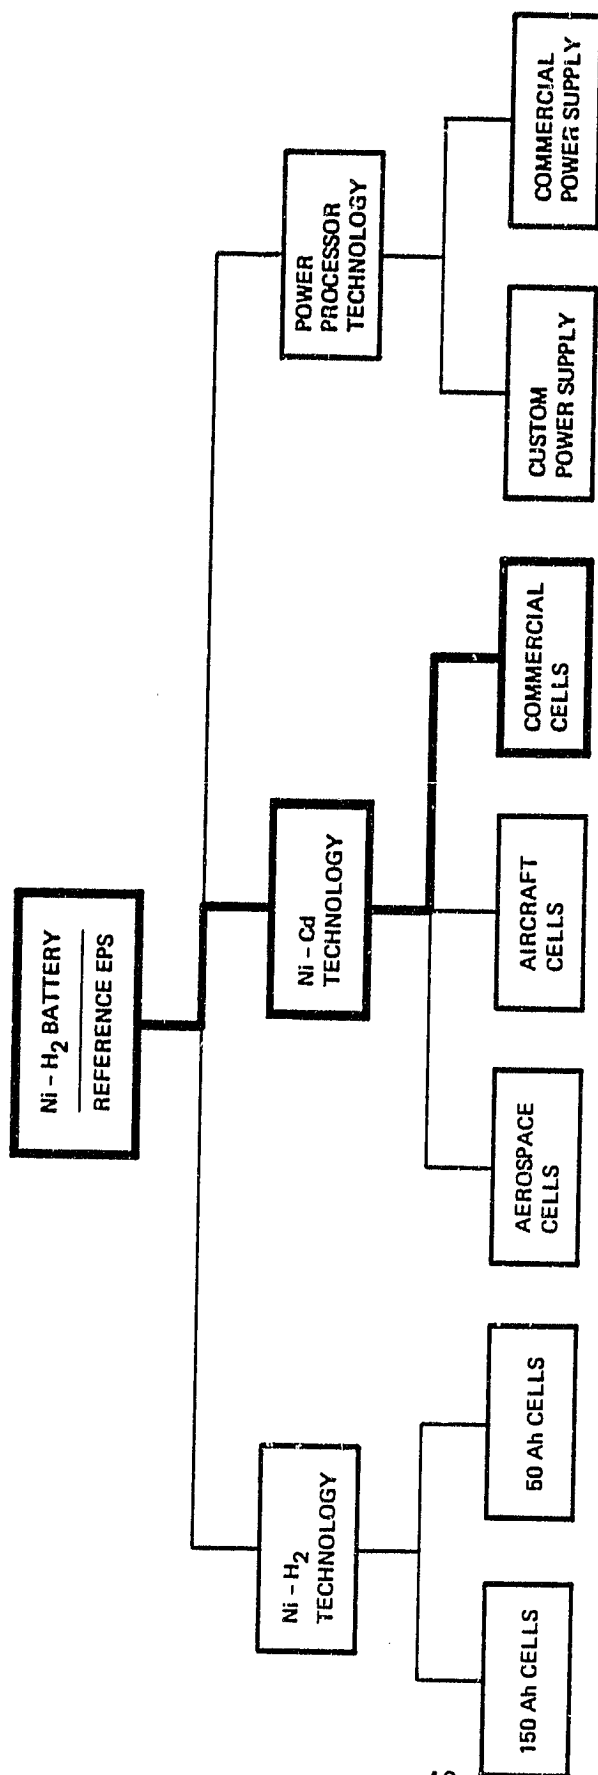 Ni – H2 BATTERY
REFERENCE EPS
Ni – H2
TECHNOLOGY
Ni – Cd
TECHNOLOGY
POWER
PROCESSOR
TECHNOLOGY
150 Ah CELLS
50 Ah CELLS
AEROSPACE
CELLS
AIRCRAFT
CELLS
COMMERCIAL
CELLS
CUSTOM
POWER SUPPLY
COMMERCIAL
POWER SUPPLY